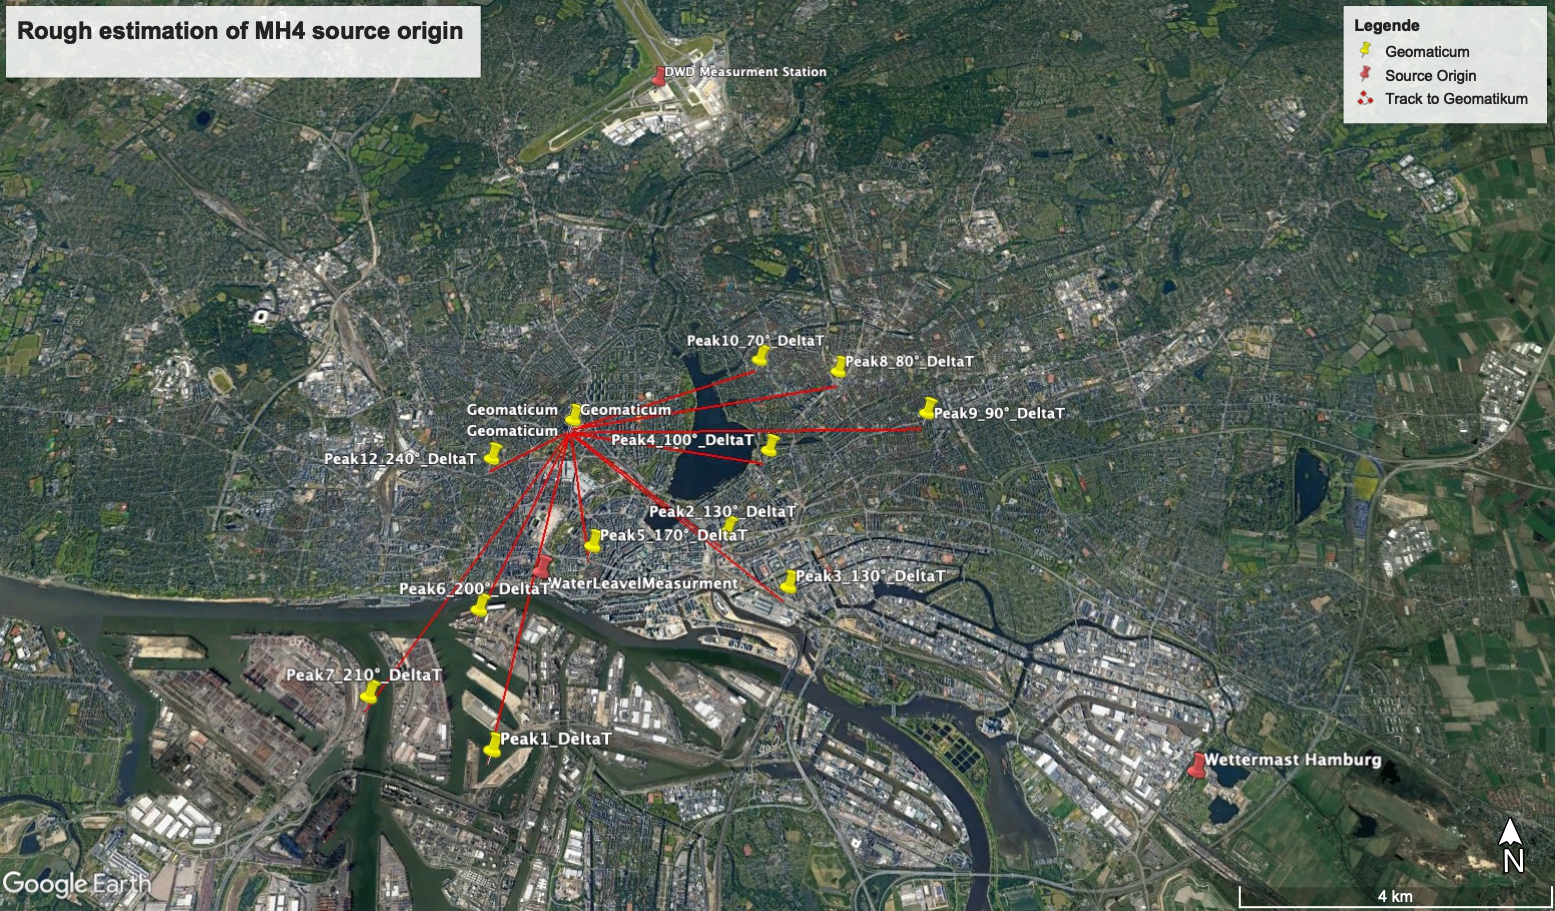 Rough estimation of MH4 source origin
Legende
Geomaticum
Source Origin
Track to Geomatikum
DWD Measurment Station
Peak10_70°_DeltaT
Peak8_80°_DeltaT
Geomaticum
Geomaticum
Peak9_90°_DeltaT
Geomaticum
Peak4_100°_DeltaT
Peak12_240°_DeltaT
Peak2_130°_DeltaT
Peak5_170°_DeltaT
Peak3_130°_DeltaT
WaterLeavelMeasurment
Peak6_200°_DeltaT
Peak7_210°_DeltaT
Peak1_DeltaT
Wettermast Hamburg
N
Google Earth
4 km